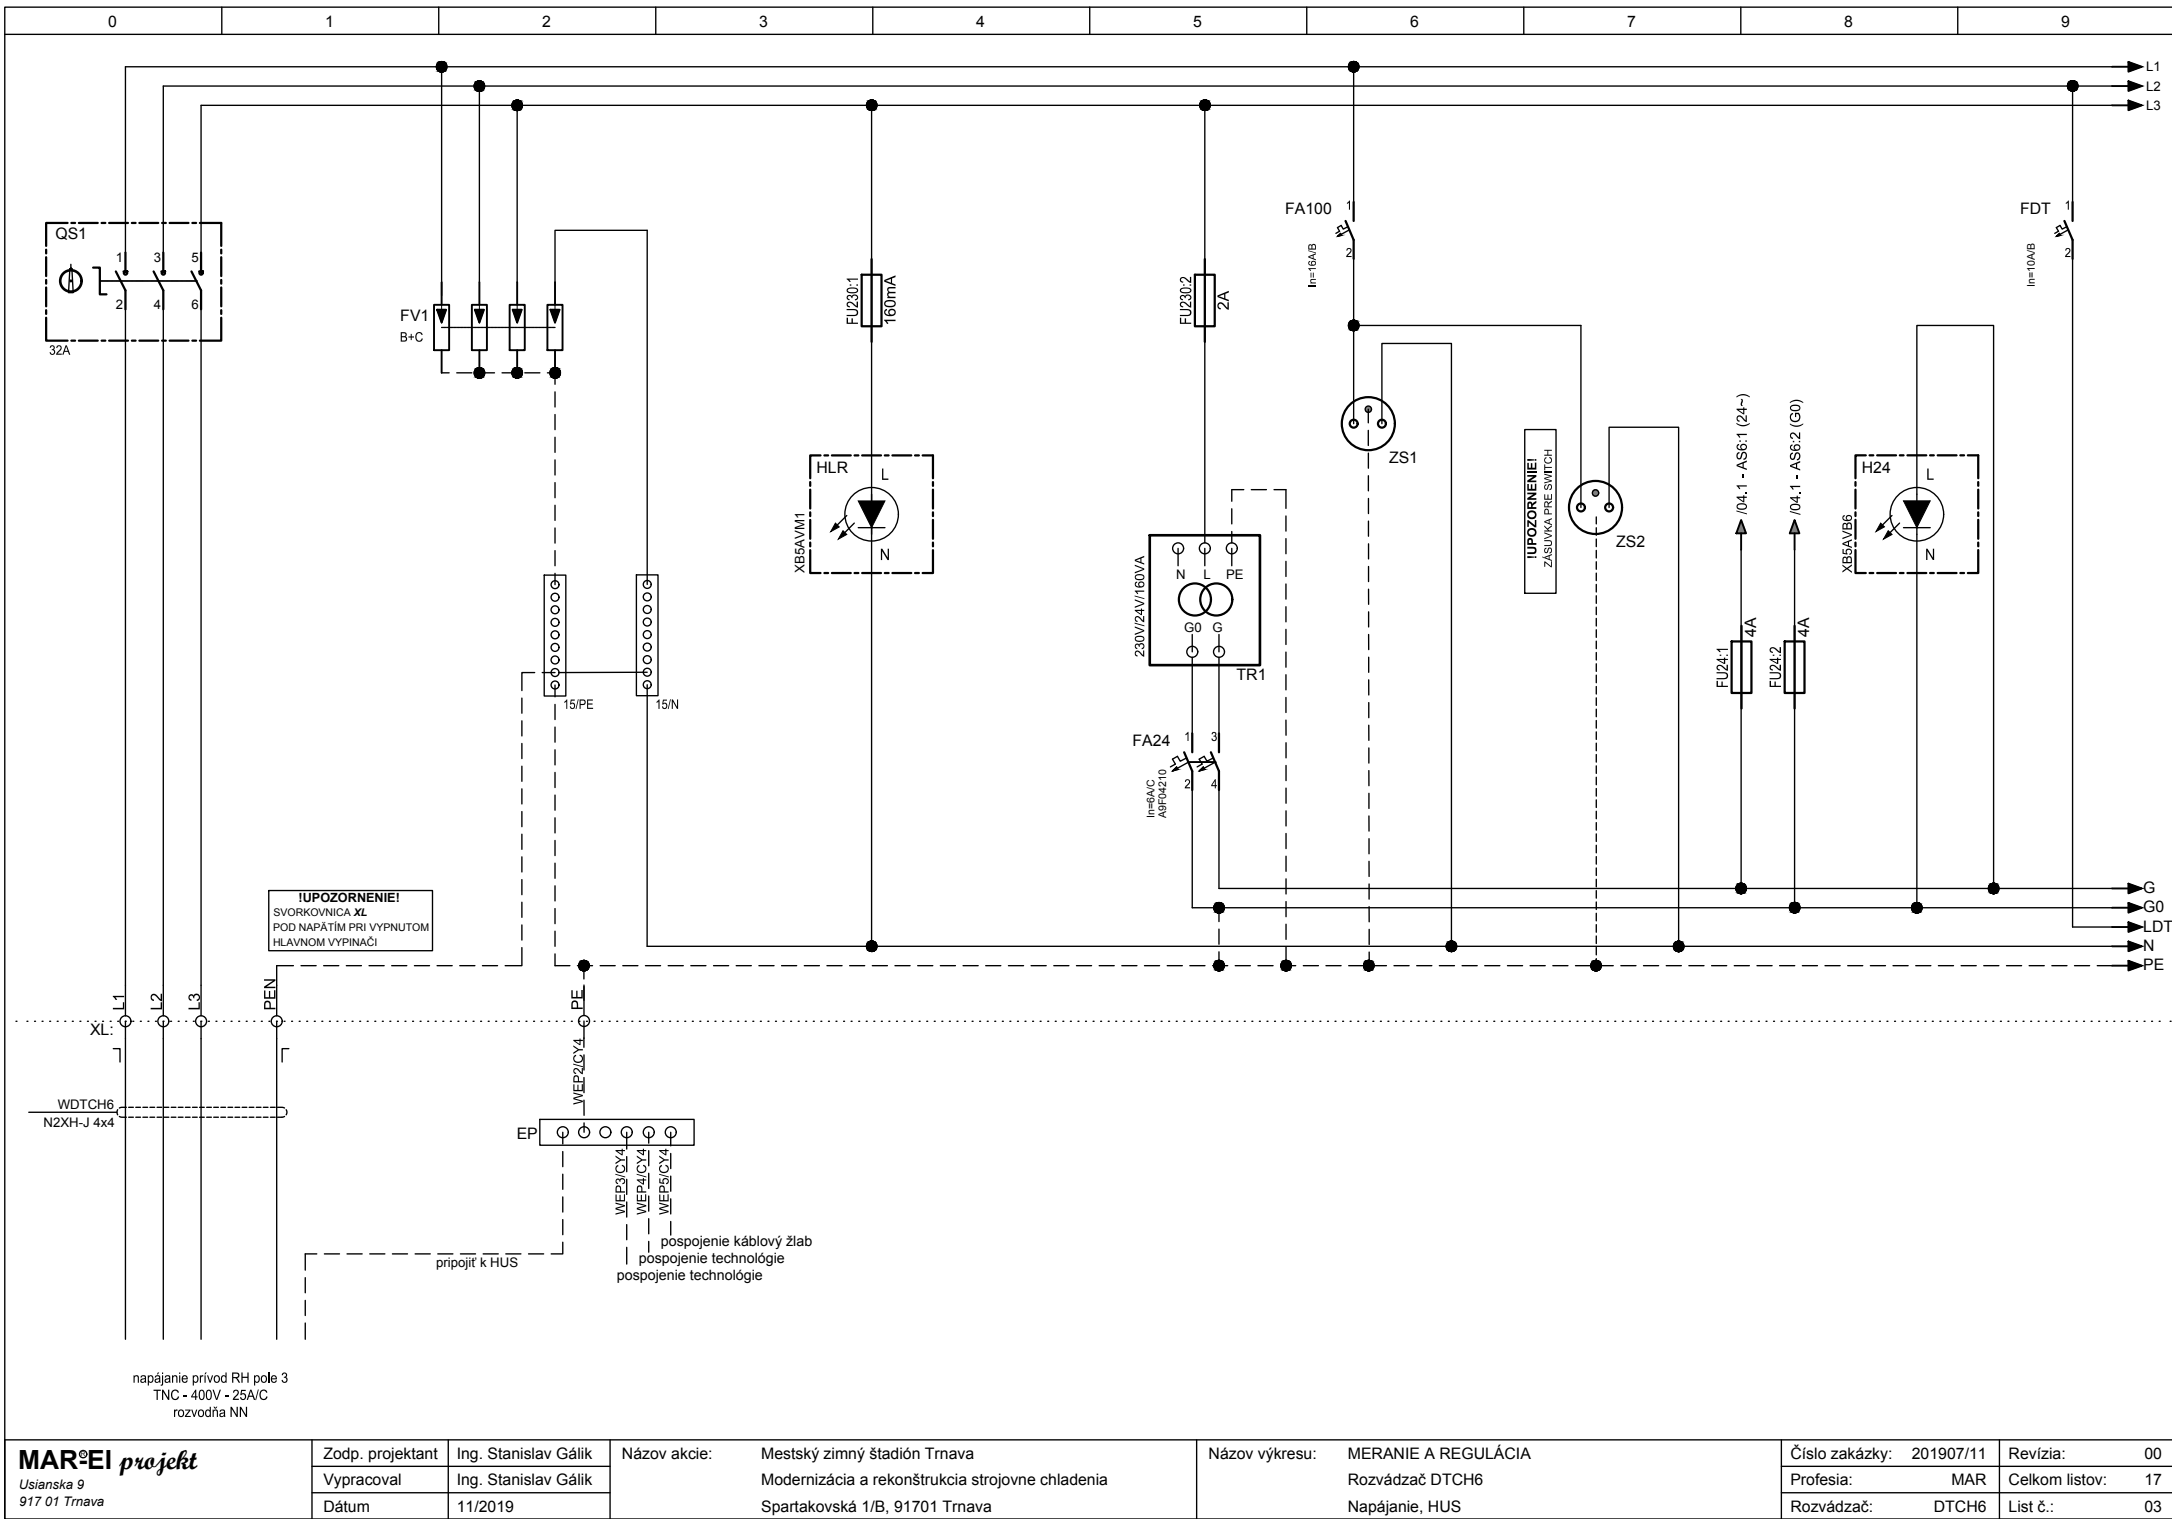 0 1 2 3 4 5 6 7 8 9
L1
L2
L3
QS1
1 3 5
2 4 6
32A
FV1
B+C
FU230:1
160mA
FU230:2
2A
FA100
1
2
In=16A/B
FDT
1
2
In=10A/B
HLR
L
N
XB5AVM1
ZS1
!UPOZORNENIE!
ZÁSUVKA PRE SWITCH
ZS2
/04.1 - AS6:1 (24~)
/04.1 - AS6:2 (G0)
H24
L
N
XB5AVB6
230V/24V/160VA
N L PE
G0 G
TR1
FU24:1
4A
FU24:2
4A
15/PE
15/N
FA24
1 3
2 4
In=6A/C
A9F04210
!UPOZORNENIE!
SVORKOVNICA XL
POD NAPÄTÍM PRI VYPNUTOM
HLAVNOM VYPINAČI
G
G0
LDT
N
PE
L1
L2
L3
PEN
PE
XL:
WEP2/CY4
WDTCH6
N2XH-J 4x4
EP
WEP3/CY4
WEP4/CY4
WEP5/CY4
pospojenie káblový žlab
pospojenie technológie
pospojenie technológie
pripojiť k HUS
napájanie prívod RH pole 3
TNC - 400V - 25A/C
rozvodňa NN
MAR EI projekt
Usianska 9
917 01 Trnava
Zodp. projektant Ing. Stanislav Gálik
Vypracoval Ing. Stanislav Gálik
Dátum 11/2019
Názov akcie: Mestský zimný štadión Trnava
Modernizácia a rekonštrukcia strojovne chladenia
Spartakovská 1/B, 91701 Trnava
Názov výkresu: MERANIE A REGULÁCIA
Rozvádzač DTCH6
Napájanie, HUS
Číslo zakázky: 201907/11 Revízia: 00
Profesia: MAR Celkom listov: 17
Rozvádzač: DTCH6 List č.: 03